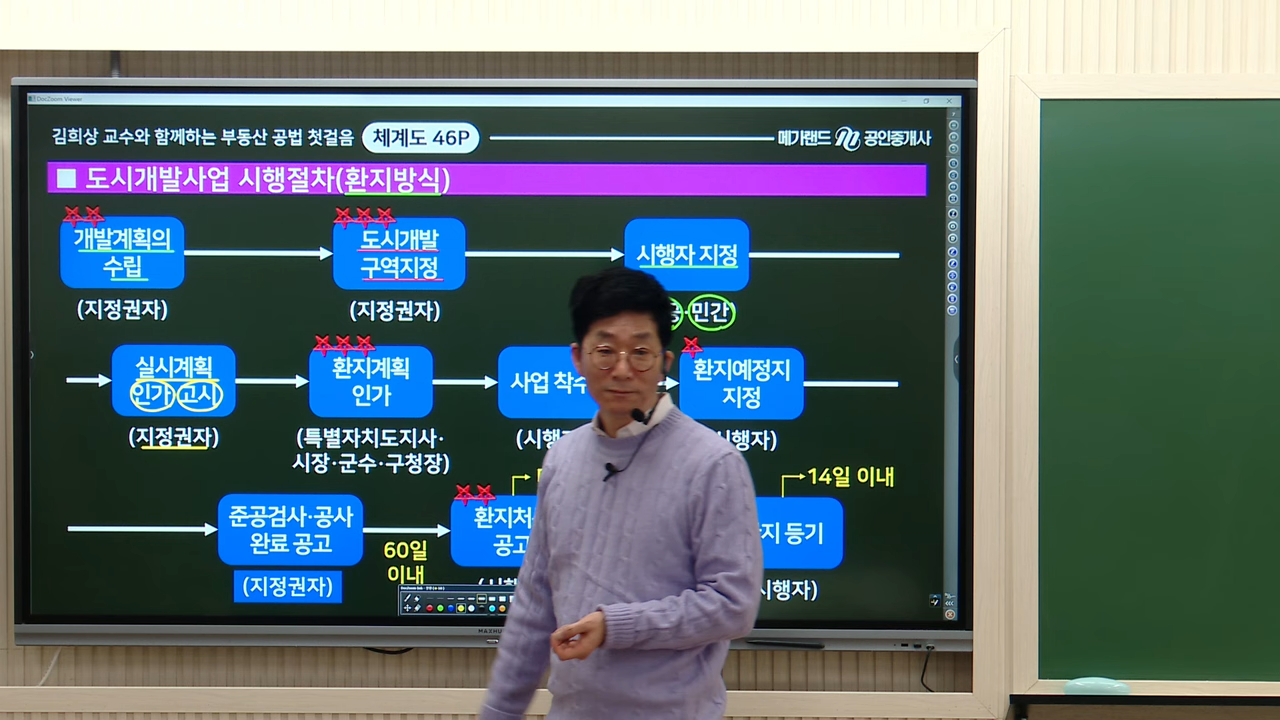 DocZoom Viewer
김희상 교수와 함께하는 부동산 공법 첫걸음 체계도 46P 메가랜드 공인중개사
■ 도시개발사업 시행절차(환지방식)
개발계획의
수립
(지정권자)
도시개발
구역지정
(지정권자)
시행자 지정
·민간)
실시계획
인가·고시
(지정권자)
환지계획
인가
(특별자치도지사·
시장·군수·구청장)
사업 착수
(시행
환지예정지
지정
시행자)
준공검사·공사
완료 공고
(지정권자)
60일
이내
환지처
공고
14일 이내
지 등기
시행자)